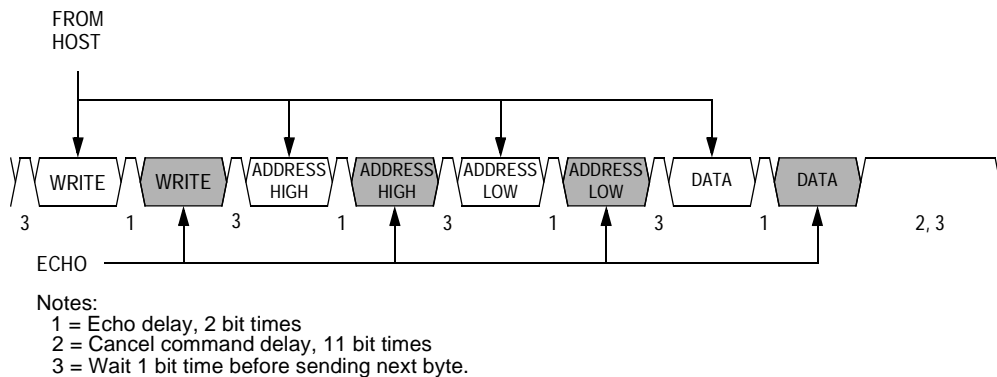 FROM
HOST
WRITE WRITE ADDRESS HIGH ADDRESS HIGH ADDRESS LOW ADDRESS LOW DATA DATA
3 1 3 1 3 1 3 1 2, 3
ECHO
Notes:
1 = Echo delay, 2 bit times
2 = Cancel command delay, 11 bit times
3 = Wait 1 bit time before sending next byte.